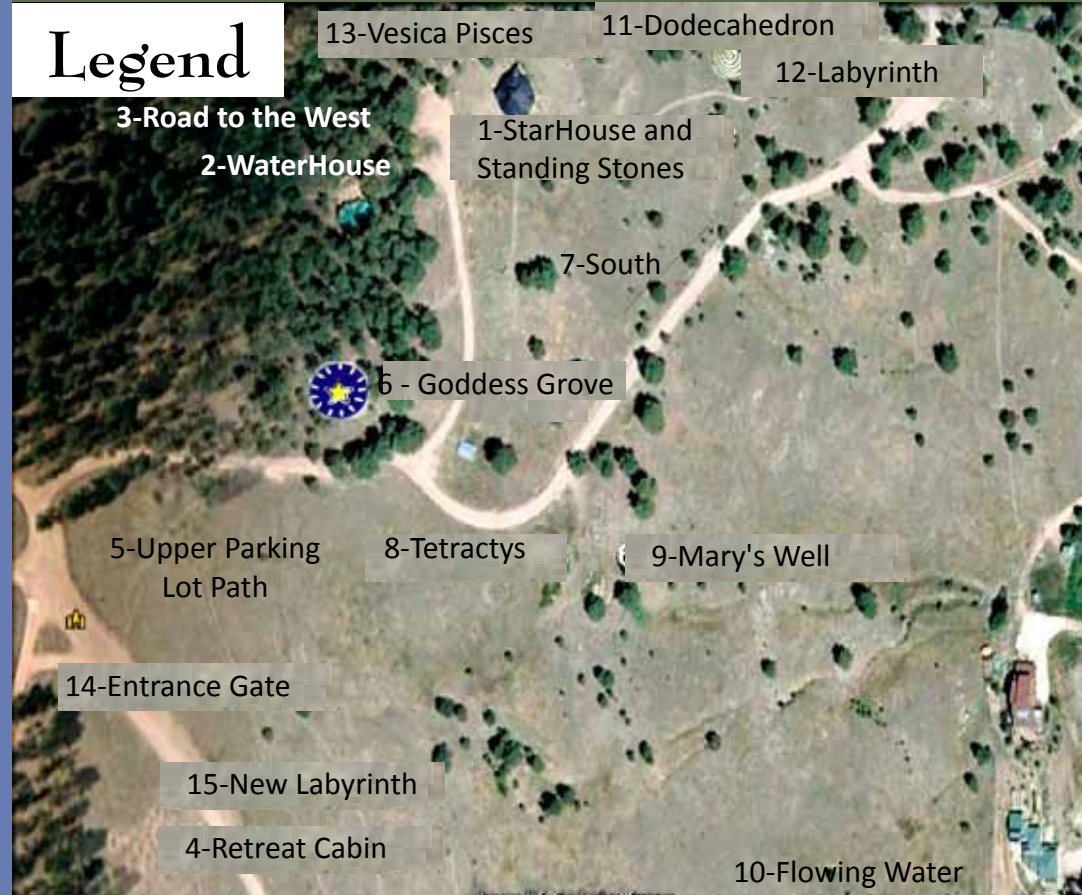 Legend
13-Vesica Pisces
11-Dodecahedron
12-Labyrinth
3-Road to the West
2-WaterHouse
1-StarHouse and
Standing Stones
7-South
6 - Goddess Grove
5-Upper Parking
Lot Path
8-Tetractys
9-Mary's Well
14-Entrance Gate
15-New Labyrinth
4-Retreat Cabin
10-Flowing Water